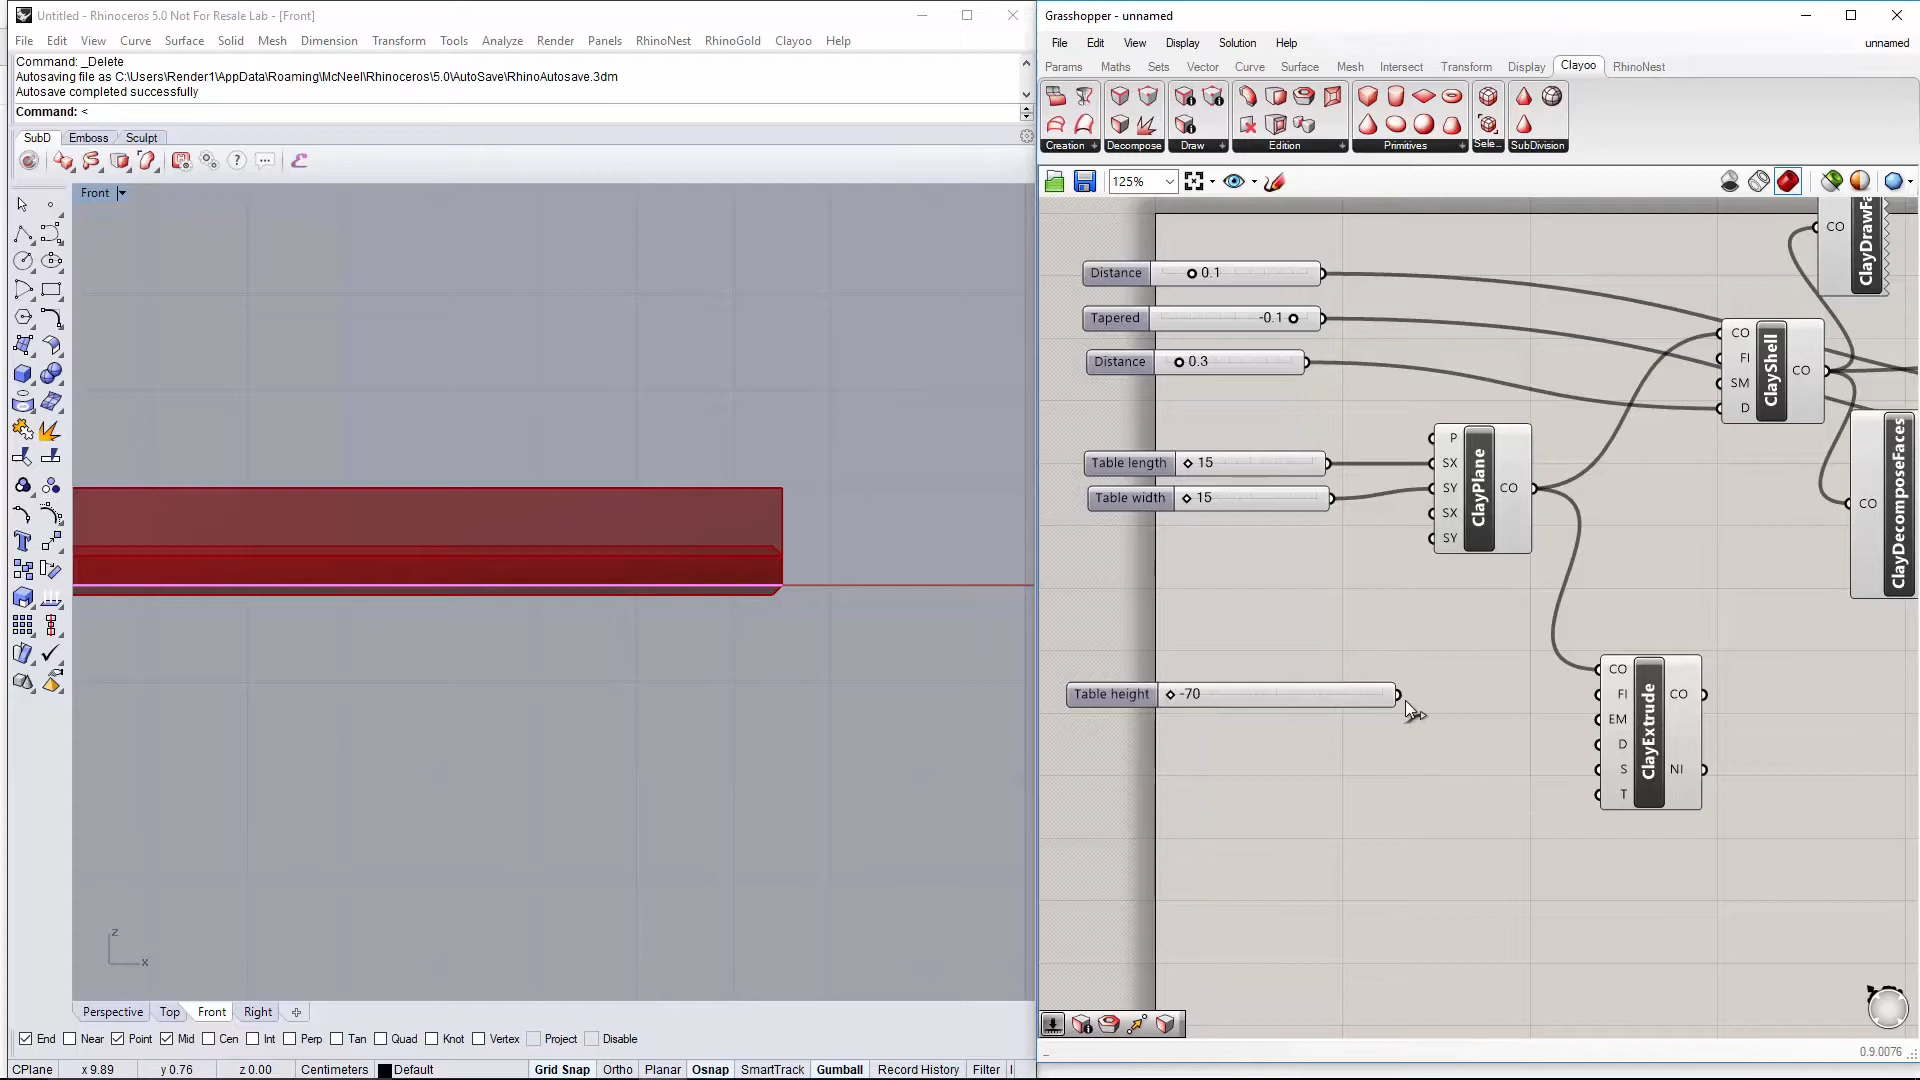 Untitled - Rhinoceros 5.0 Not For Resale Lab - [Front]
File Edit View Curve Surface Solid Mesh Dimension Transform Tools Analyze Render Panels RhinoNest RhinoGold Clayoo Help
Command: _Delete
Autosaving file as C:\Users\Render1\AppData\Roaming\McNeel\Rhinoceros\5.0\AutoSave\RhinoAutosave.3dm
Autosave completed successfully
Command: <
SubD Emboss Sculpt
Front
z
x
Perspective Top Front Right
End Near Point Mid Cen Int Perp Tan Quad Knot Vertex Project Disable
CPlane x 9.89 y 0.76 z 0.00 Centimeters Default Grid Snap Ortho Planar Osnap SmartTrack Gumball Record History Filter
Grasshopper - unnamed
File Edit View Display Solution Help unnamed
Params Maths Sets Vector Curve Surface Mesh Intersect Transform Display Clayoo RhinoNest
Creation Decompose Draw Edition Primitives Sele... SubDivision
125%
CO
ClayDrawFa
Distance 0.1
Tapered -0.1
Distance 0.3
CO
FI
SM
D
ClayShell
CO
Table length 15
Table width 15
P
SX
SY
SX
SY
ClayPlane
CO
CO
ClayDecomposeFaces
Table height -70
CO
FI
EM
D
S
T
ClayExtrude
CO
NI
0.9.0076